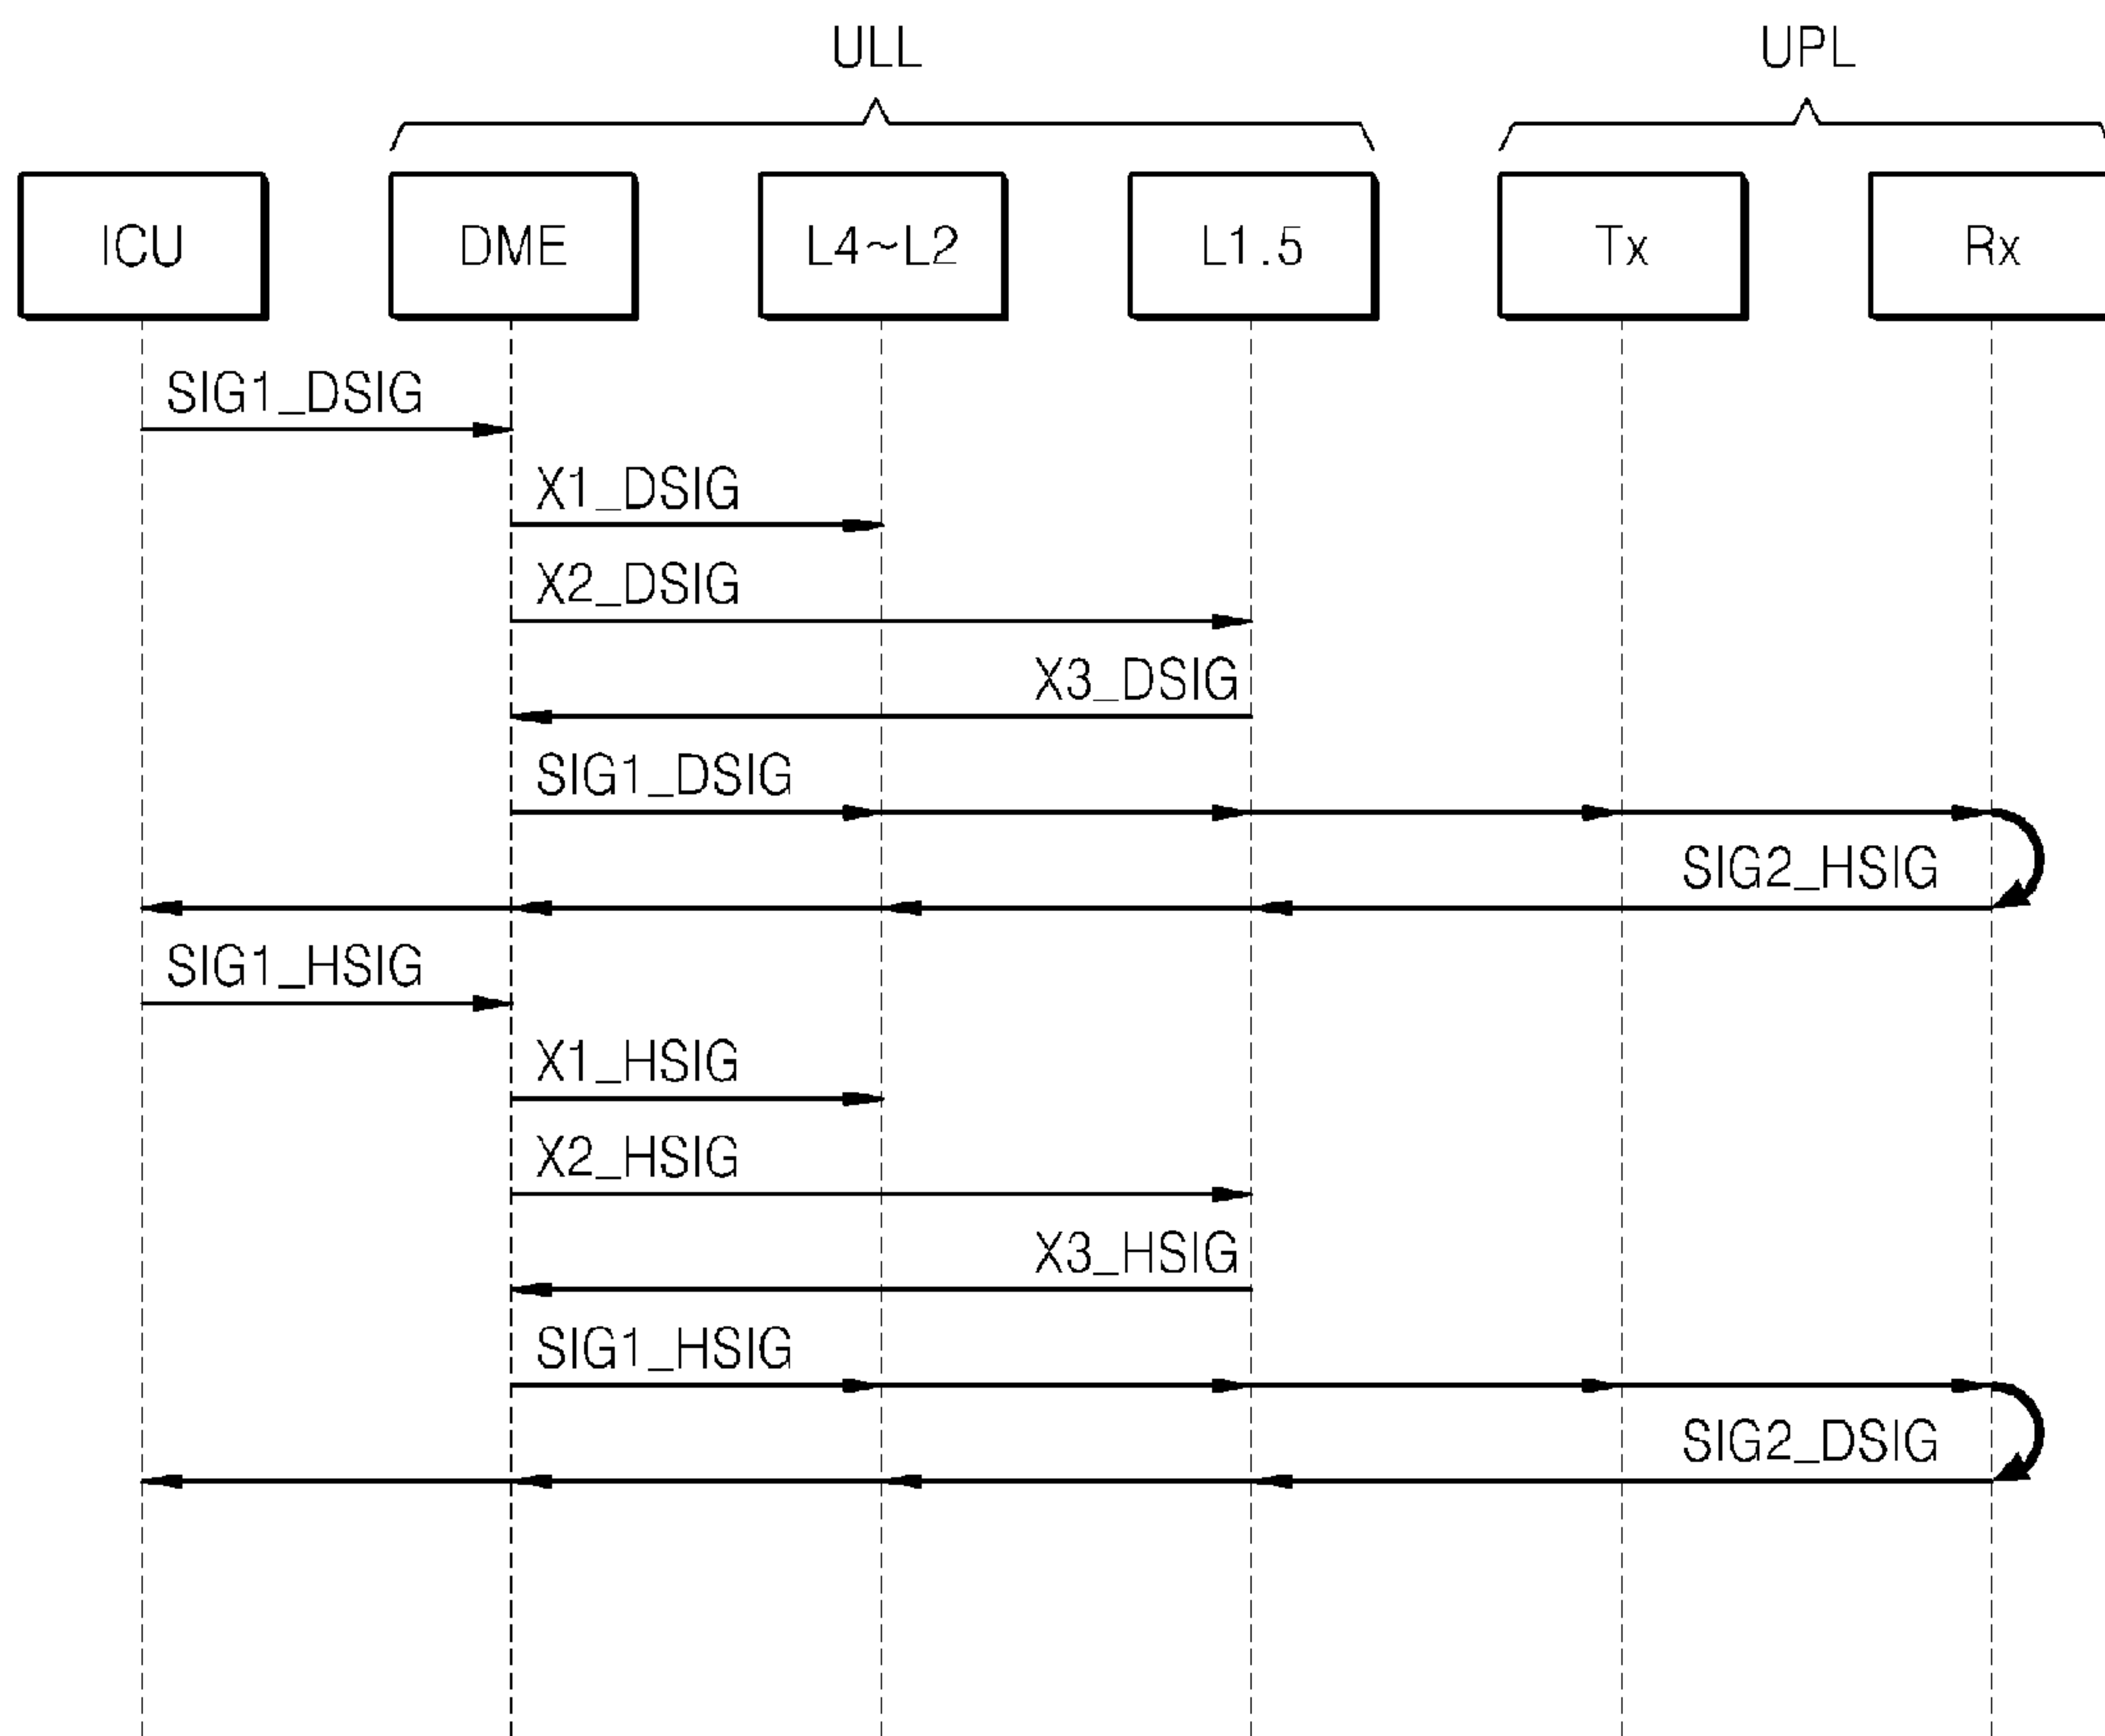 ULL UPL
ICU DME L4~L2 L1.5 Tx Rx
SIG1_DSIG
X1_DSIG
X2_DSIG
X3_DSIG
SIG1_DSIG
SIG2_HSIG
SIG1_HSIG
X1_HSIG
X2_HSIG
X3_HSIG
SIG1_HSIG
SIG2_DSIG